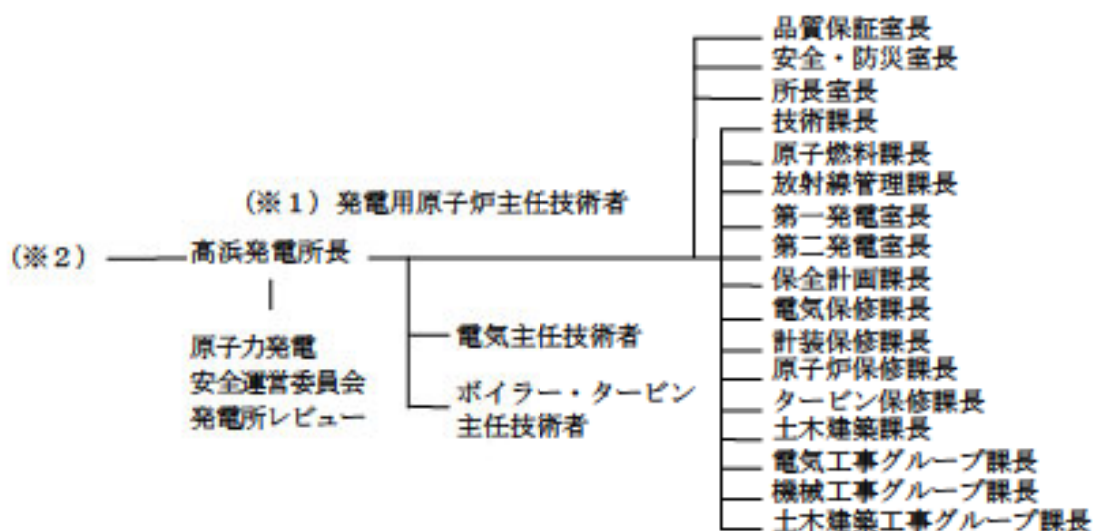 品質保証室長
安全・防災室長
所長室長
技術課長
原子燃料課長
放射線管理課長
(※1)発電用原子炉主任技術者
第一発電室長
(※2)
高浜発電所長
第二発電室長
保全計画課長
電気保修課長
原子力発電
安全運営委員会
発電所レビュー
電気主任技術者
計装保修課長
原子炉保修課長
ボイラー・タービン
主任技術者
タービン保修課長
土木建築課長
電気工事グループ課長
機械工事グループ課長
土木建築工事グループ課長